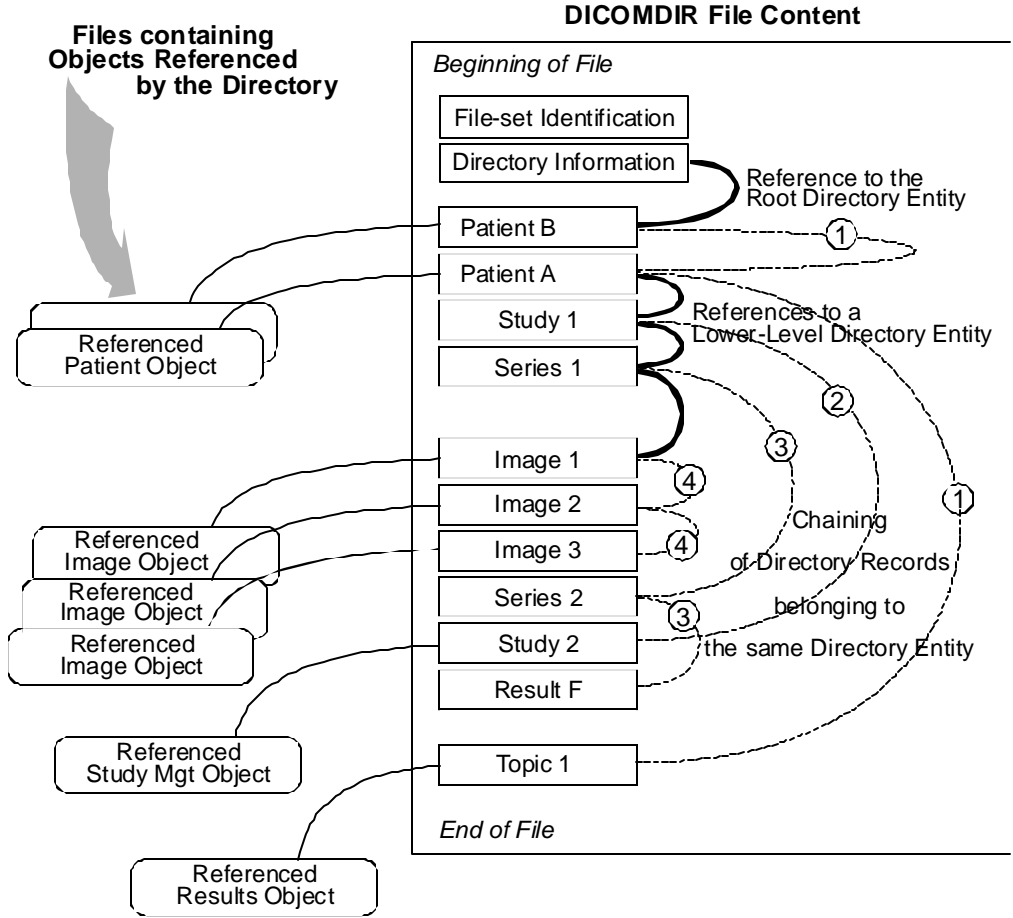 DICOMDIR File Content
Files containing
Objects Referenced
by the Directory
Beginning of File
File-set Identification
Directory Information
Reference to the
Root Directory Entity
Patient B
1
Patient A
Study 1
References to a
Lower-Level Directory Entity
Referenced
Patient Object
Series 1
2
3
Image 1
4
Image 2
1
Chaining
Referenced
Image Object
Image 3
4
of Directory Records
Referenced
Image Object
Series 2
3
belonging to
Referenced
Image Object
Study 2
the same Directory Entity
Result F
Referenced
Study Mgt Object
Topic 1
End of File
Referenced
Results Object